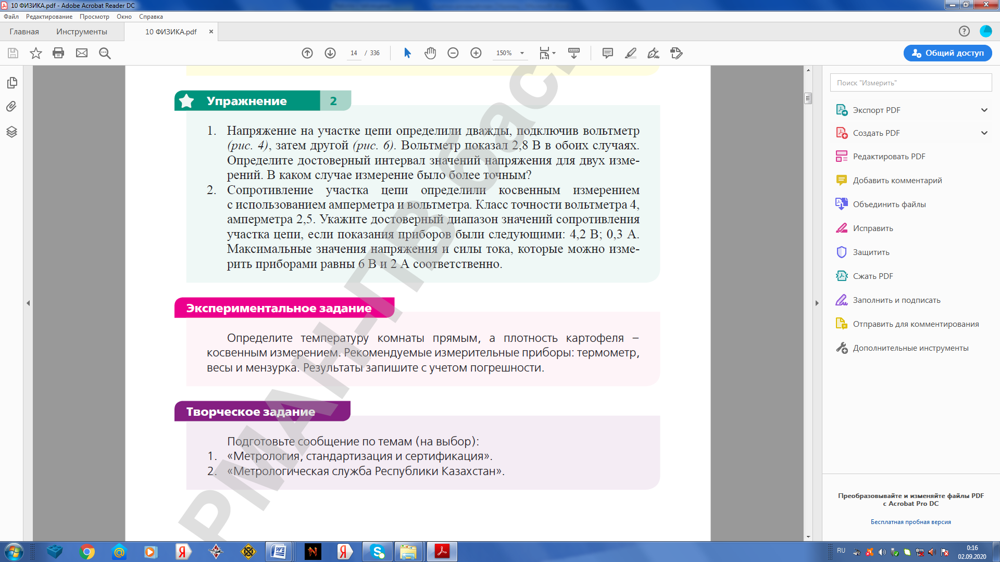 10 ФИЗИКА.pdf - Adobe Acrobat Reader DC
Файл Редактирование Просмотр Окно Справка
Главная Инструменты 10 ФИЗИКА.pdf ×
14 / 336 150% Общий доступ
Упражнение 2
1. Напряжение на участке цепи определили дважды, подключив вольтметр
(рис. 4), затем другой (рис. 6). Вольтметр показал 2,8 В в обоих случаях.
Определите достоверный интервал значений напряжения для двух изме-
рений. В каком случае измерение было более точным?
2. Сопротивление участка цепи определили косвенным измерением
с использованием амперметра и вольтметра. Класс точности вольтметра 4,
амперметра 2,5. Укажите достоверный диапазон значений сопротивления
участка цепи, если показания приборов были следующими: 4,2 В; 0,3 А.
Максимальные значения напряжения и силы тока, которые можно изме-
рить приборами равны 6 В и 2 А соответственно.
Экспериментальное задание
Определите температуру комнаты прямым, а плотность картофеля –
косвенным измерением. Рекомендуемые измерительные приборы: термометр,
весы и мензурка. Результаты запишите с учетом погрешности.
Творческое задание
Подготовьте сообщение по темам (на выбор):
1. «Метрология, стандартизация и сертификация».
2. «Метрологическая служба Республики Казахстан».
РМАН-ПВ бас
Поиск "Измерить"
Экспорт PDF
Создать PDF
Редактировать PDF
Добавить комментарий
Объединить файлы
Исправить
Защитить
Сжать PDF
Заполнить и подписать
Отправить для комментирования
Дополнительные инструменты
Преобразовывайте и изменяйте файлы PDF
с Acrobat Pro DC
Бесплатная пробная версия
RU
0:16
02.09.2020